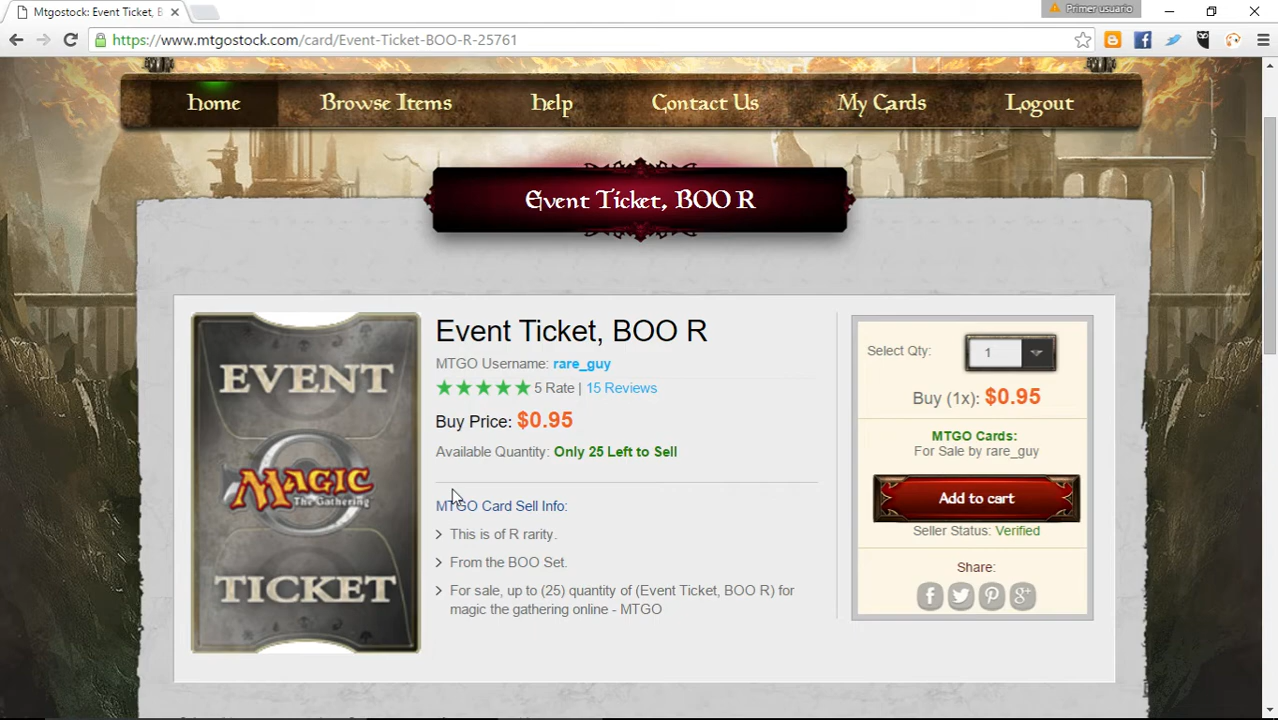 Mtgostock: Event Ticket, B
Primer usuario
https://www.mtgostock.com/card/Event-Ticket-BOO-R-25761
Home Browse Items Help Contact Us My Cards Logout
Event Ticket, BOO R
EVENT
MAGIC
The Gathering
TICKET
Event Ticket, BOO R
MTGO Username: rare_guy
5 Rate | 15 Reviews
Buy Price: $0.95
Available Quantity: Only 25 Left to Sell
MTGO Card Sell Info:
This is of R rarity.
From the BOO Set.
For sale, up to (25) quantity of (Event Ticket, BOO R) for
magic the gathering online - MTGO
Select Qty: 1
Buy (1x): $0.95
MTGO Cards:
For Sale by rare_guy
Add to cart
Seller Status: Verified
Share: